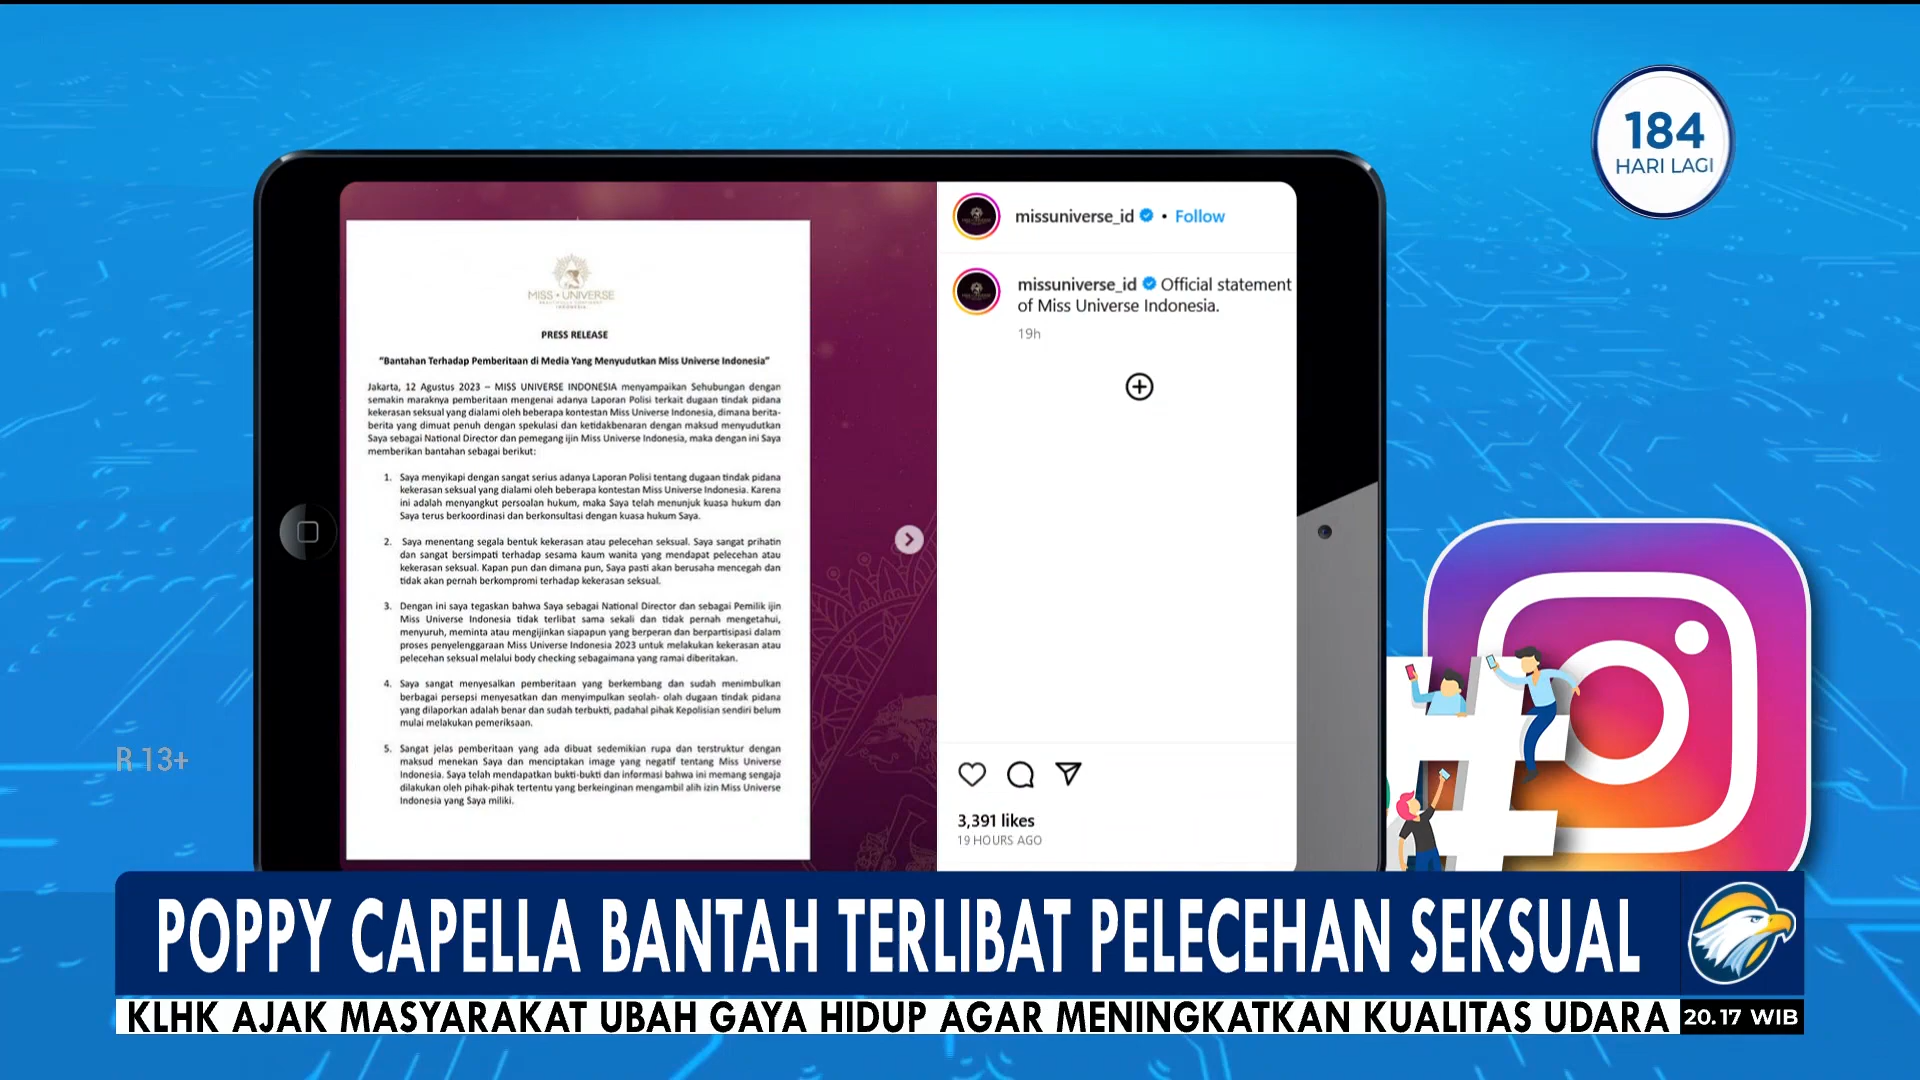 184
HARI LAGI
missuniverse_id • Follow
missuniverse_id Official statement
of Miss Universe Indonesia.
19h
MISS • UNIVERSE
INDONESIA
PRESS RELEASE
"Bantahan Terhadap Pemberitaan di Media Yang Menyudutkan Miss Universe Indonesia"
Jakarta, 12 Agustus 2023 – MISS UNIVERSE INDONESIA menyampaikan Sehubungan dengan
semakin maraknya pemberitaan mengenai adanya Laporan Polisi terkait dugaan tindak pidana
kekerasan seksual yang dialami oleh beberapa kontestan Miss Universe Indonesia, dimana berita-
berita yang dimuat penuh dengan spekulasi dan ketidakbenaran dengan maksud menyudutkan
Saya sebagai National Director dan pemegang ijin Miss Universe Indonesia, maka dengan ini Saya
memberikan bantahan sebagai berikut:
1. Saya menyikapi dengan sangat serius adanya Laporan Polisi tentang dugaan tindak pidana
kekerasan seksual yang dialami oleh beberapa kontestan Miss Universe Indonesia. Karena
ini adalah menyangkut persoalan hukum, maka Saya telah menunjuk kuasa hukum dan
Saya terus berkoordinasi dan berkonsultasi dengan kuasa hukum Saya.
2. Saya menentang segala bentuk kekerasan atau pelecehan seksual. Saya sangat prihatin
dan sangat bersimpati terhadap sesama kaum wanita yang mendapat pelecehan atau
kekerasan seksual. Kapan pun dan dimana pun, Saya pasti akan berusaha mencegah dan
tidak akan pernah berkompromi terhadap kekerasan seksual.
3. Dengan ini saya tegaskan bahwa Saya sebagai National Director dan sebagai Pemilik ijin
Miss Universe Indonesia tidak terlibat sama sekali dan tidak pernah mengetahui,
menyuruh, meminta atau mengijinkan siapapun yang berperan dan berpartisipasi dalam
proses penyelenggaraan Miss Universe Indonesia 2023 untuk melakukan kekerasan atau
pelecehan seksual melalui body checking sebagaimana yang ramai diberitakan.
4. Saya sangat menyesalkan pemberitaan yang berkembang dan sudah menimbulkan
berbagai persepsi menyesatkan dan menyimpulkan seolah- olah dugaan tindak pidana
yang dilaporkan adalah benar dan sudah terbukti, padahal pihak Kepolisian sendiri belum
mulai melakukan pemeriksaan.
5. Sangat jelas pemberitaan yang ada dibuat sedemikian rupa dan terstruktur dengan
maksud menekan Saya dan menciptakan image yang negatif tentang Miss Universe
Indonesia. Saya telah mendapatkan bukti-bukti dan informasi bahwa ini memang sengaja
dilakukan oleh pihak-pihak tertentu yang berkeinginan mengambil alih izin Miss Universe
Indonesia yang Saya miliki.
3,391 likes
19 HOURS AGO
R 13+
POPPY CAPELLA BANTAH TERLIBAT PELECEHAN SEKSUAL
KLHK AJAK MASYARAKAT UBAH GAYA HIDUP AGAR MENINGKATKAN KUALITAS UDARA
20.17 WIB